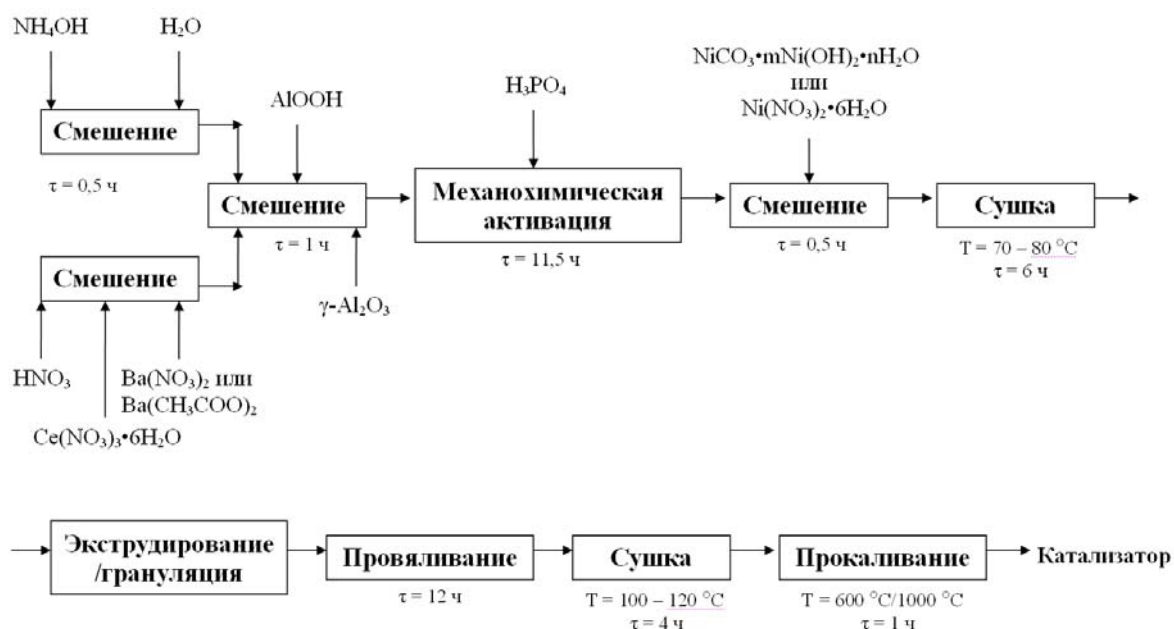 NH₄OH
H₂O
Смешение
τ = 0,5 ч
AlOOH
Смешение
τ = 1 ч
γ-Al₂O₃
Смешение
HNO₃
Ce(NO₃)₃•6H₂O
Ba(NO₃)₂ или
Ba(CH₃COO)₂
H₃PO₄
Механохимическая
активация
τ = 11,5 ч
NiCO₃•mNi(OH)₂•nH₂O
или
Ni(NO₃)₂•6H₂O
Смешение
τ = 0,5 ч
Сушка
T = 70 – 80 °C
τ = 6 ч
Экструдирование
/грануляция
Провяливание
τ = 12 ч
Сушка
T = 100 – 120 °C
τ = 4 ч
Прокаливание
T = 600 °C/1000 °C
τ = 1 ч
Катализатор